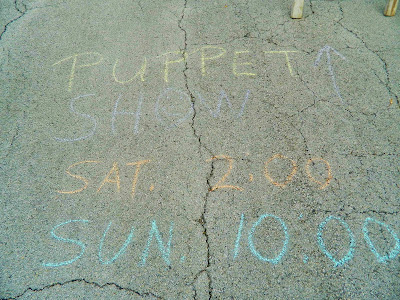 PUPPET ↑
SHOW
SAT. 2.00
SUN. 10.00